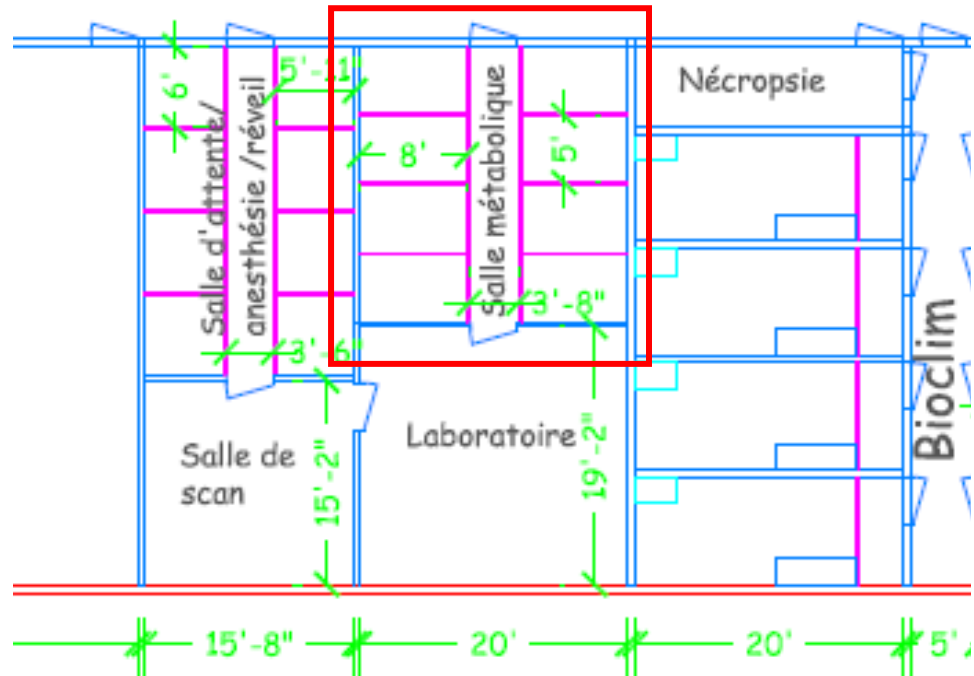 6'
5'-11"
Salle d'attente/
anesthésie /réveil
3'-6"
8'
Salle métabolique
5'
3'-8"
Nécropsie
Bioclim
Salle de
scan
15'-2"
Laboratoire
19'-2"
15'-8"
20'
20'
5'